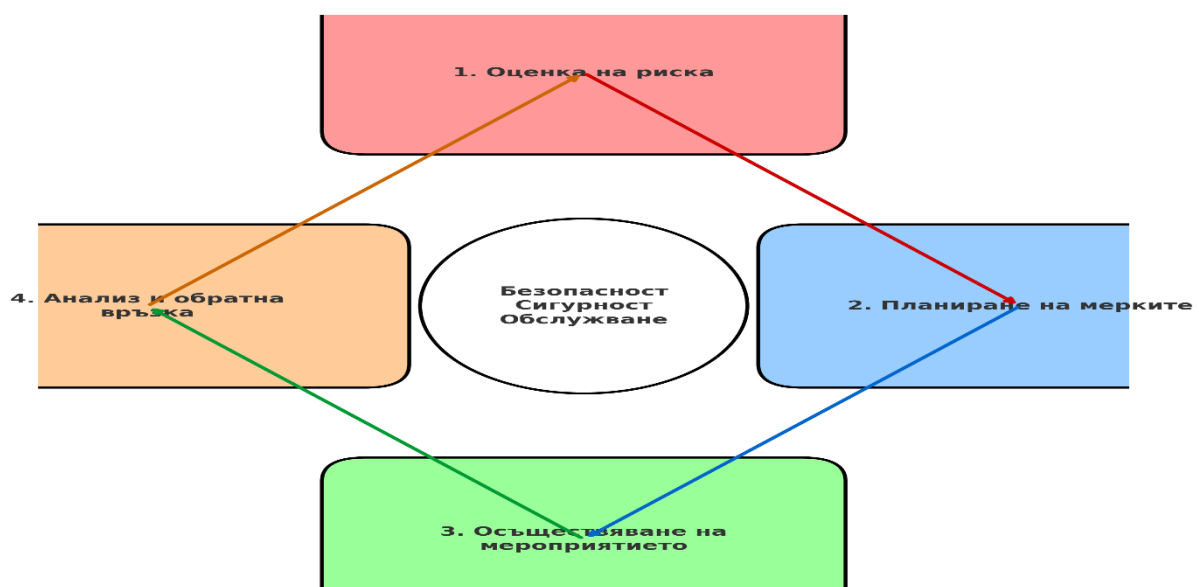 1. Оценка на риска
4. Анализ и обратна
връзка
Безопасност
Сигурност
Обслужване
2. Планиране на мерките
3. Осъществяване на
мероприятието